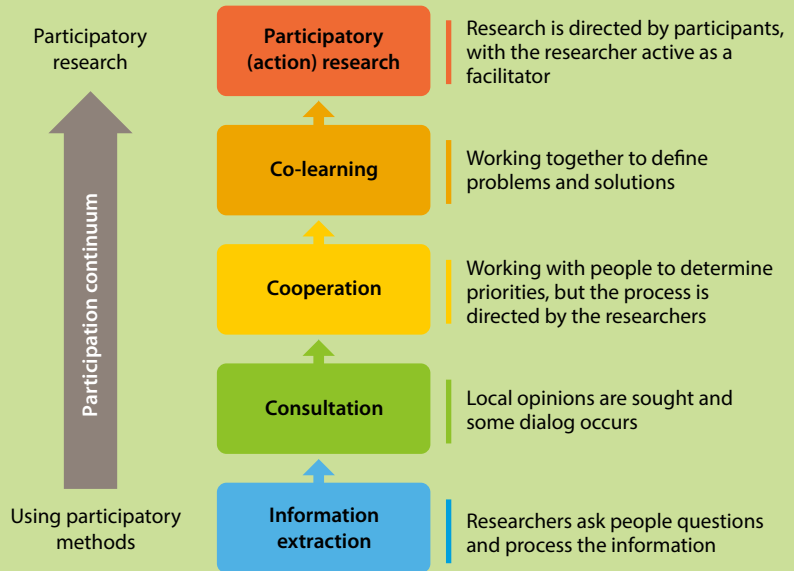 Participatory
research
Participatory
(action) research
Research is directed by participants,
with the researcher active as a
facilitator
Co-learning
Working together to define
problems and solutions
Participation continuum
Cooperation
Working with people to determine
priorities, but the process is
directed by the researchers
Consultation
Local opinions are sought and
some dialog occurs
Using participatory
methods
Information
extraction
Researchers ask people questions
and process the information